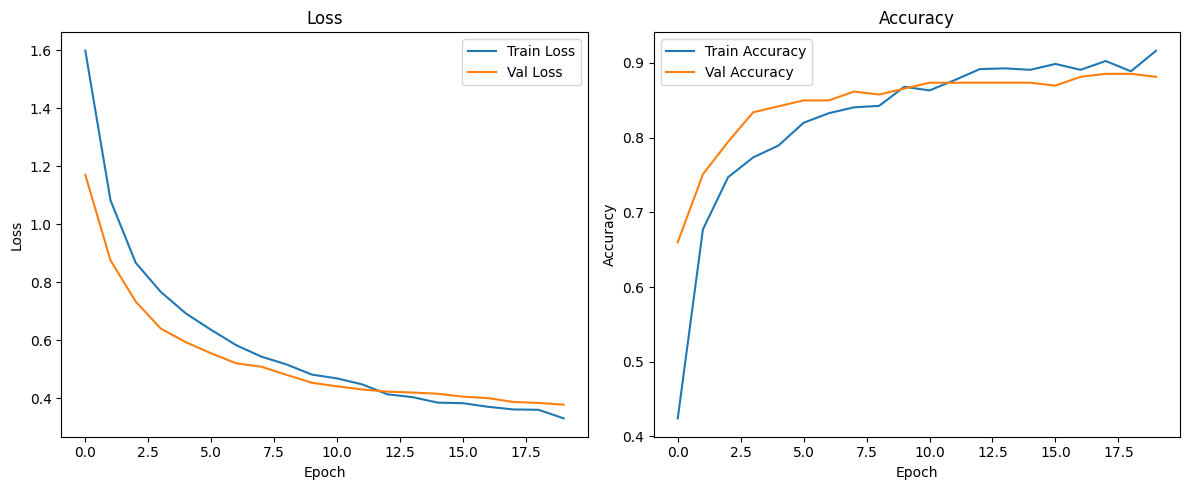 Loss
Train Loss
Val Loss
1.6
1.4
1.2
1.0
0.8
0.6
0.4
Loss
0.0 2.5 5.0 7.5 10.0 12.5 15.0 17.5
Epoch
Accuracy
Train Accuracy
Val Accuracy
0.9
0.8
0.7
0.6
0.5
0.4
Accuracy
0.0 2.5 5.0 7.5 10.0 12.5 15.0 17.5
Epoch